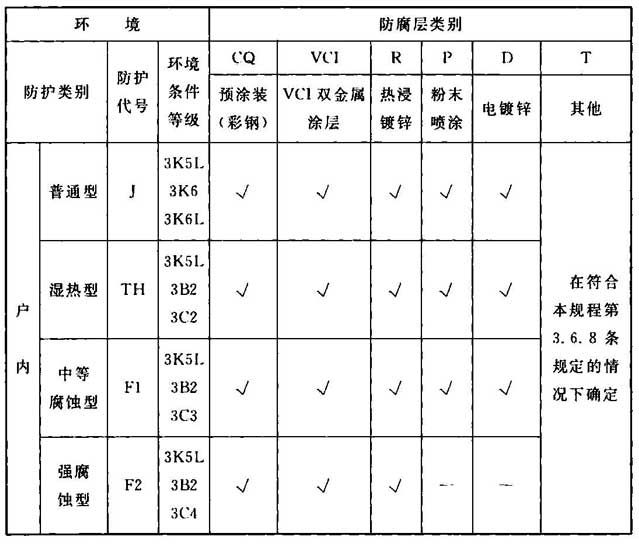 环 境 防腐层类别
防护类别 防护代号 环境条件等级 CQ VCI R P D T
预涂装（彩钢） VCI双金属涂层 热浸镀锌 粉末喷涂 电镀锌 其他
户内 普通型 J 3K5L 3K6 3K6L √ √ √ √ √ 在符合本规程第3.6.8条规定的情况下确定
湿热型 TH 3K5L 3B2 3C2 √ √ √ √ √
中等腐蚀型 F1 3K5L 3B2 3C3 √ √ √ √ √
强腐蚀型 F2 3K5L 3B2 3C4 √ √ √ — —